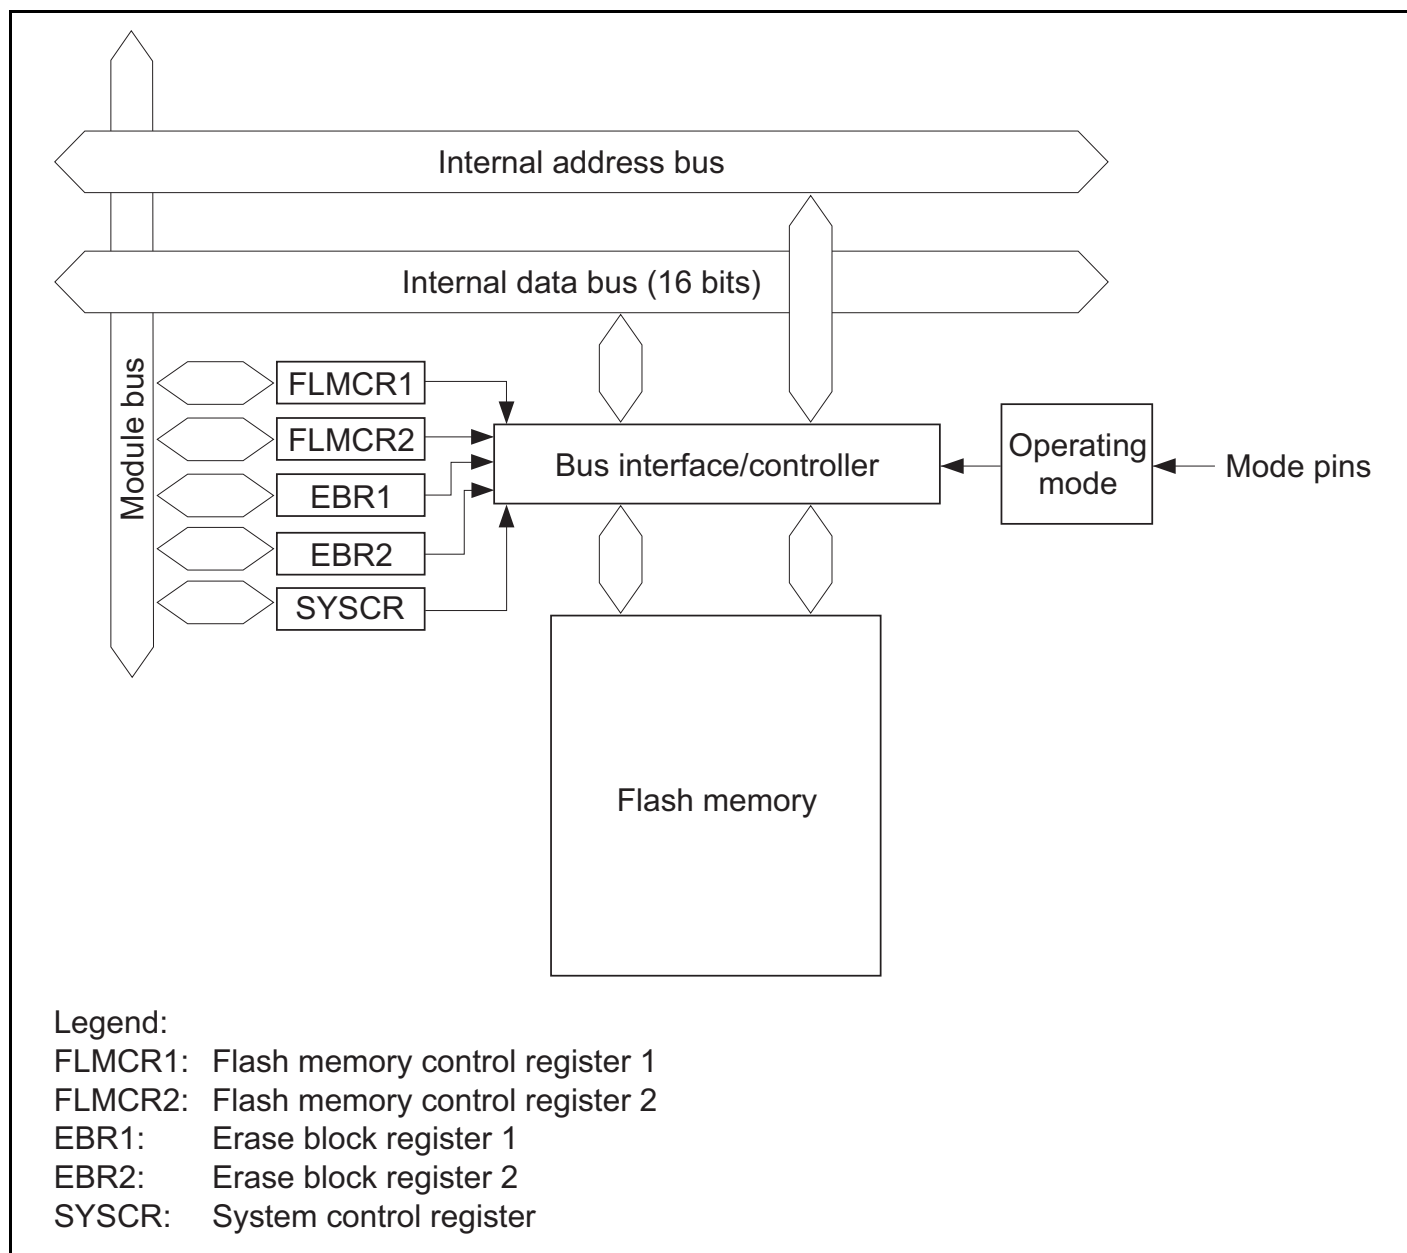 Internal address bus
Internal data bus (16 bits)
Module bus
FLMCR1
FLMCR2
EBR1
EBR2
SYSCR
Bus interface/controller
Operating
mode
Mode pins
Flash memory
Legend:
FLMCR1: Flash memory control register 1
FLMCR2: Flash memory control register 2
EBR1: Erase block register 1
EBR2: Erase block register 2
SYSCR: System control register